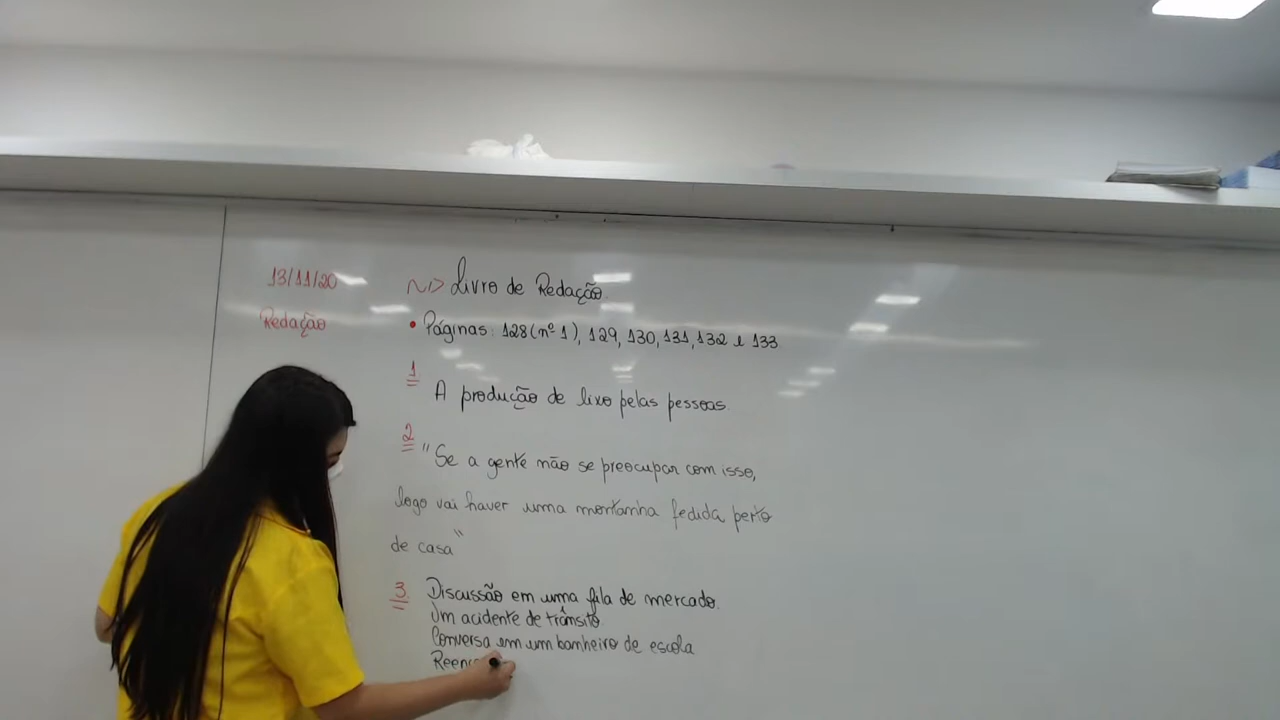 13/11/20
Redação
~> Livro de Redação.
• Páginas: 128 (nº 1), 129, 130, 131, 132 e 133
1 A produção de lixo pelas pessoas.
2 "Se a gente não se preocupar com isso,
logo vai haver uma montanha fedida perto
de casa"
3. Discussão em uma fila de mercado.
Um acidente de trânsito.
Conversa em um banheiro de escola